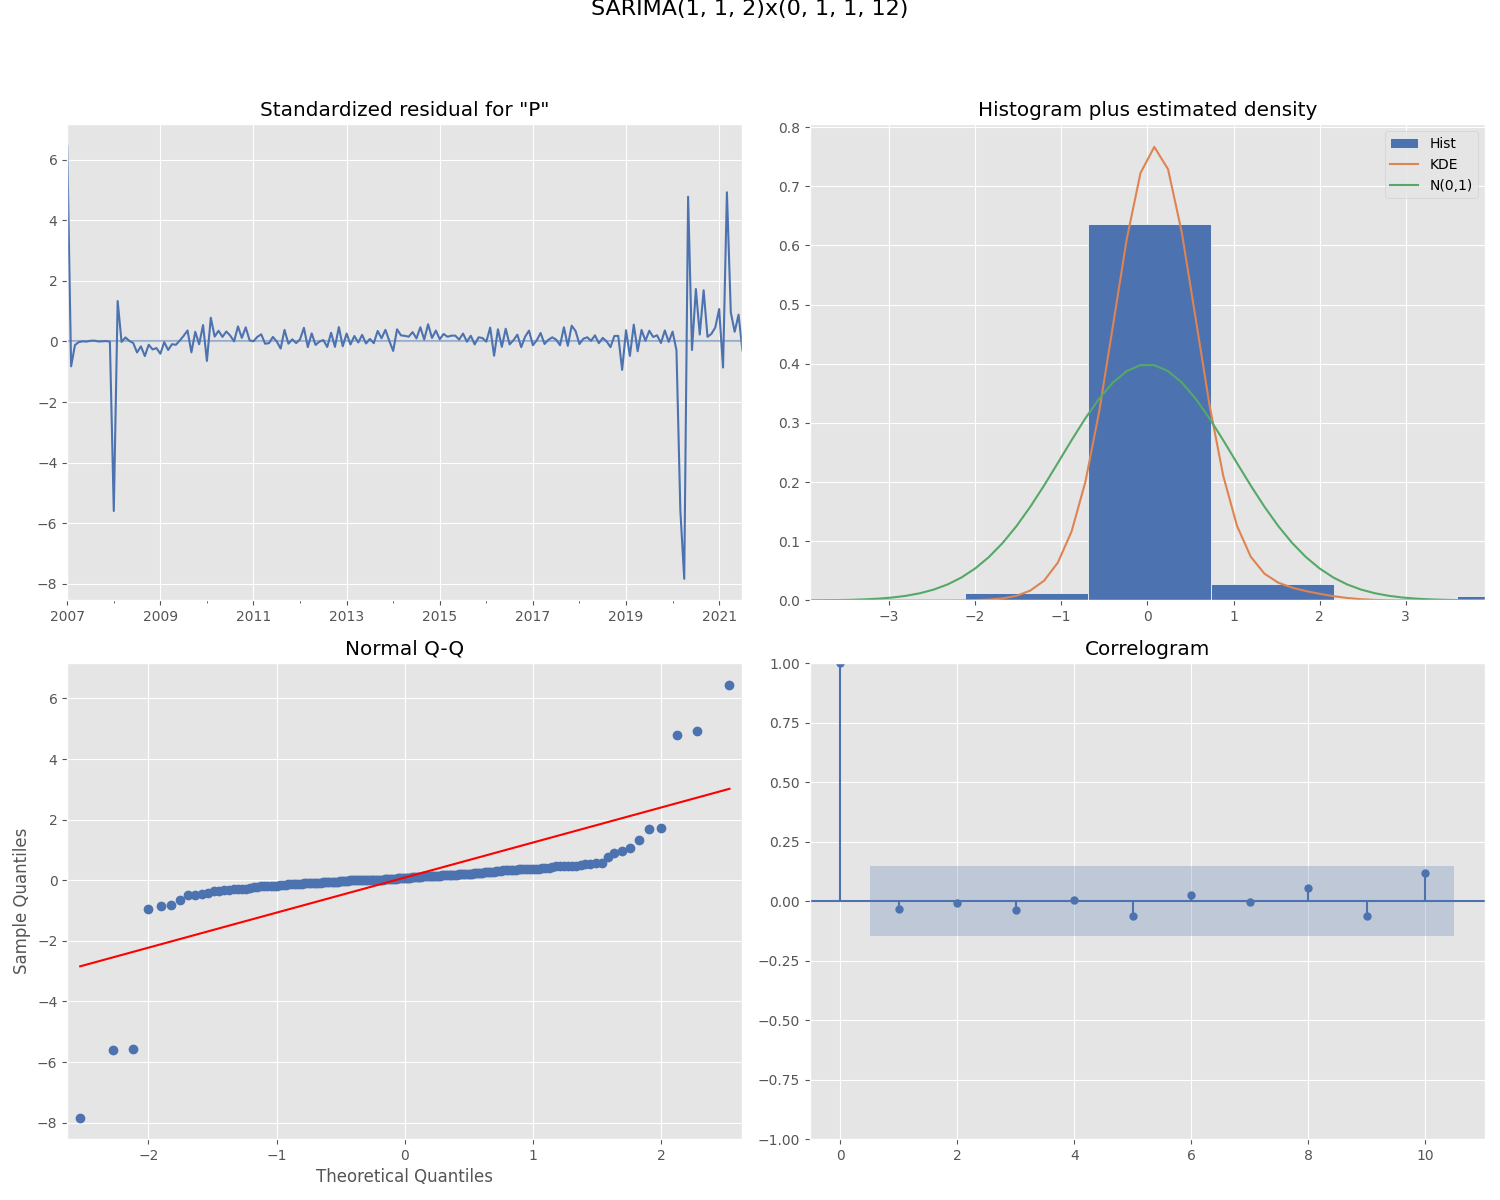 SARIMA(1, 1, 2)x(0, 1, 1, 12)
Standardized residual for "P"
6
4
2
0
−2
−4
−6
−8
2007 2009 2011 2013 2015 2017 2019 2021
Histogram plus estimated density
Hist
KDE
N(0,1)
0.8
0.7
0.6
0.5
0.4
0.3
0.2
0.1
0.0
−3 −2 −1 0 1 2 3
Normal Q-Q
Sample Quantiles
6
4
2
0
−2
−4
−6
−8
−2 −1 0 1 2
Theoretical Quantiles
Correlogram
1.00
0.75
0.50
0.25
0.00
−0.25
−0.50
−0.75
−1.00
0 2 4 6 8 10